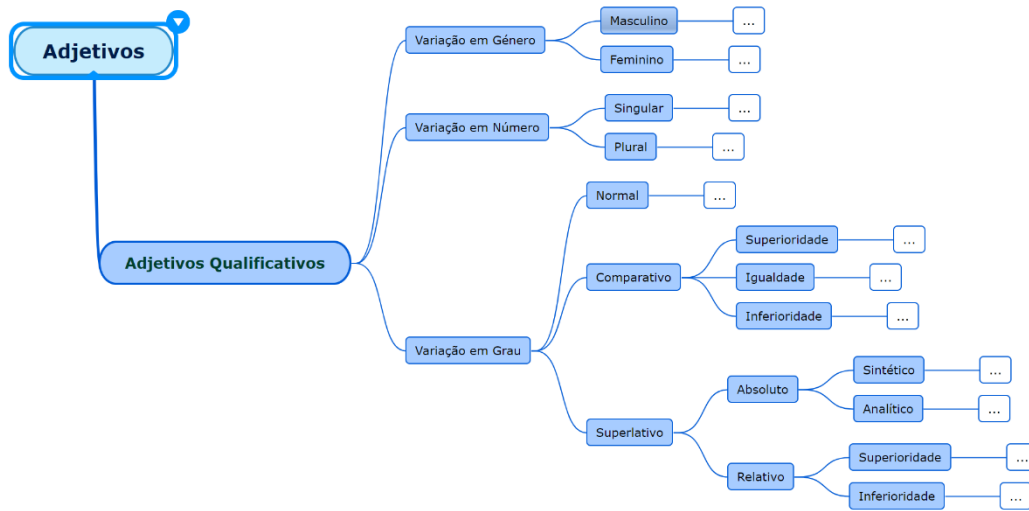 Adjetivos
Adjetivos Qualificativos
Variação em Género
Masculino
...
Feminino
...
Variação em Número
Singular
...
Plural
...
Variação em Grau
Normal
...
Comparativo
Superioridade
...
Igualdade
...
Inferioridade
...
Superlativo
Absoluto
Sintético
...
Analítico
...
Relativo
Superioridade
...
Inferioridade
...